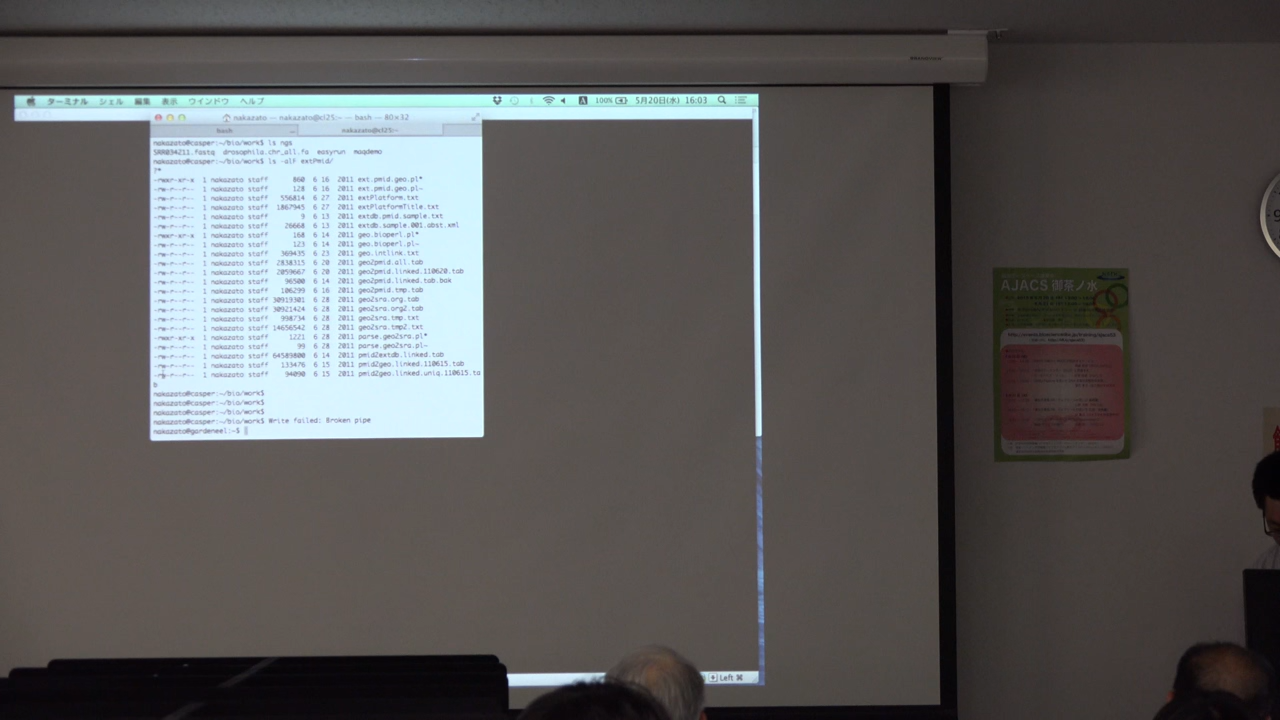 ターミナル シェル 編集 表示 ウインドウ ヘルプ
A 100% 5月20日(水) 16:03
nakazato — nakazato@cl25:~ — bash — 80×32
bash
nakazato@cl25:~
nakazato@casper:~/bio/work$ ls ngs
SRR034211.fastq drosophila.chr_all.fa easyrun maqdemo
nakazato@casper:~/bio/work$ ls -alF extPmid/
?*
-rwxr-xr-x 1 nakazato staff 860 6 16 2011 ext.pmid.geo.pl*
-rw-r--r-- 1 nakazato staff 128 6 16 2011 ext.pmid.geo.pl~
-rw-r--r-- 1 nakazato staff 556814 6 27 2011 extPlatform.txt
-rw-r--r-- 1 nakazato staff 1867945 6 27 2011 extPlatformTitle.txt
-rw-r--r-- 1 nakazato staff 9 6 13 2011 extdb.pmid.sample.txt
-rw-r--r-- 1 nakazato staff 26668 6 13 2011 extdb.sample.001.abst.xml
-rwxr-xr-x 1 nakazato staff 168 6 14 2011 geo.bioperl.pl*
-rw-r--r-- 1 nakazato staff 123 6 14 2011 geo.bioperl.pl~
-rw-r--r-- 1 nakazato staff 369435 6 23 2011 geo.intlink.txt
-rw-r--r-- 1 nakazato staff 2838315 6 20 2011 geo2pmid.all.tab
-rw-r--r-- 1 nakazato staff 2059667 6 20 2011 geo2pmid.linked.110620.tab
-rw-r--r-- 1 nakazato staff 96500 6 14 2011 geo2pmid.linked.tab.bak
-rw-r--r-- 1 nakazato staff 106299 6 16 2011 geo2pmid.tmp.tab
-rw-r--r-- 1 nakazato staff 30919301 6 28 2011 geo2sra.org.tab
-rw-r--r-- 1 nakazato staff 30921424 6 28 2011 geo2sra.org2.tab
-rw-r--r-- 1 nakazato staff 998734 6 28 2011 geo2sra.tmp.txt
-rw-r--r-- 1 nakazato staff 14656542 6 28 2011 geo2sra.tmp2.txt
-rwxr-xr-x 1 nakazato staff 1221 6 28 2011 parse.geo2sra.pl*
-rw-r--r-- 1 nakazato staff 99 6 28 2011 parse.geo2sra.pl~
-rw-r--r-- 1 nakazato staff 64589800 6 14 2011 pmid2extdb.linked.tab
-rw-r--r-- 1 nakazato staff 133476 6 15 2011 pmid2geo.linked.110615.tab
-rw-r--r-- 1 nakazato staff 94090 6 15 2011 pmid2geo.linked.uniq.110615.ta
b
nakazato@casper:~/bio/work$
nakazato@casper:~/bio/work$
nakazato@casper:~/bio/work$
nakazato@casper:~/bio/work$ Write failed: Broken pipe
nakazato@gardeneel:~$
Left ⌘
AJACS 御茶ノ水